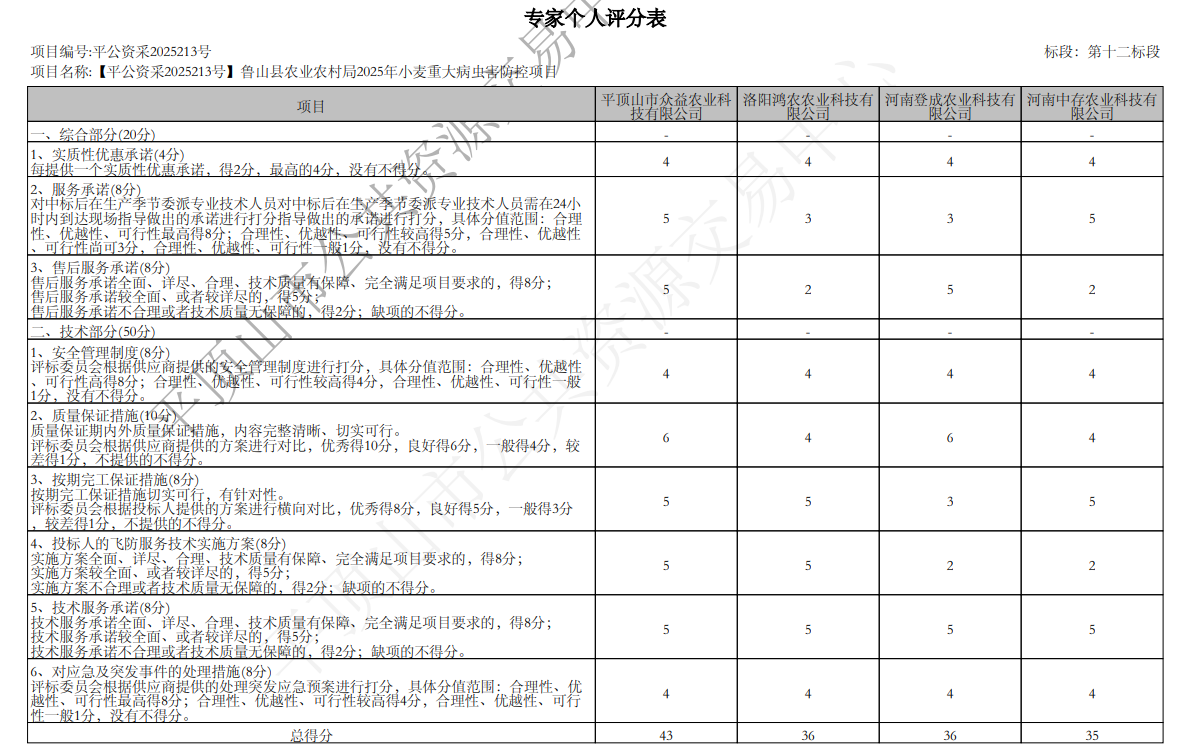 专家个人评分表
项目编号:平公资采2025213号
标段：第十二标段
项目名称:【平公资采2025213号】鲁山县农业农村局2025年小麦重大病虫害防控项目
项目 平顶山市众益农业科技有限公司 洛阳鸿农农业科技有限公司 河南登成农业科技有限公司 河南中存农业科技有限公司
一、综合部分(20分) - - - -
1、实质性优惠承诺(4分)
每提供一个实质性优惠承诺，得2分，最高的4分，没有不得分。
4 4 4 4
2、服务承诺(8分)
对中标后在生产季节委派专业技术人员对中标后在生产季节委派专业技术人员需在24小
时内到达现场指导做出的承诺进行打分指导做出的承诺进行打分，具体分值范围：合理
性、优越性、可行性最高得8分；合理性、优越性、可行性较高得5分，合理性、优越性
、可行性尚可3分，合理性、优越性、可行性一般1分，没有不得分。
5 3 3 5
3、售后服务承诺(8分)
售后服务承诺全面、详尽、合理、技术质量有保障、完全满足项目要求的，得8分；
售后服务承诺较全面、或者较详尽的，得5分；
售后服务承诺不合理或者技术质量无保障的，得2分；缺项的不得分。
5 2 5 2
二、技术部分(50分) - - - -
1、安全管理制度(8分)
评标委员会根据供应商提供的安全管理制度进行打分，具体分值范围：合理性、优越性
、可行性高得8分；合理性、优越性、可行性较高得4分，合理性、优越性、可行性一般
1分，没有不得分。
4 4 4 4
2、质量保证措施(10分)
质量保证期内外质量保证措施，内容完整清晰、切实可行。
评标委员会根据供应商提供的方案进行对比，优秀得10分，良好得6分，一般得4分，较
差得1分，不提供的不得分。
6 4 6 4
3、按期完工保证措施(8分)
按期完工保证措施切实可行，有针对性。
评标委员会根据投标人提供的方案进行横向对比，优秀得8分，良好得5分，一般得3分
，较差得1分，不提供的不得分。
5 5 3 5
4、投标人的飞防服务技术实施方案(8分)
实施方案全面、详尽、合理、技术质量有保障、完全满足项目要求的，得8分；
实施方案较全面、或者较详尽的，得5分；
实施方案不合理或者技术质量无保障的，得2分；缺项的不得分。
5 5 2 2
5、技术服务承诺(8分)
技术服务承诺全面、详尽、合理、技术质量有保障、完全满足项目要求的，得8分；
技术服务承诺较全面、或者较详尽的，得5分；
技术服务承诺不合理或者技术质量无保障的，得2分；缺项的不得分。
5 5 5 5
6、对应急及突发事件的处理措施(8分)
评标委员会根据供应商提供的处理突发应急预案进行打分，具体分值范围：合理性、优
越性、可行性最高得8分；合理性、优越性、可行性较高得4分，合理性、优越性、可行
性一般1分，没有不得分。
4 4 4 4
总得分 43 36 36 35
平顶山市公共资源交易中
平顶山市公共资源交易中心